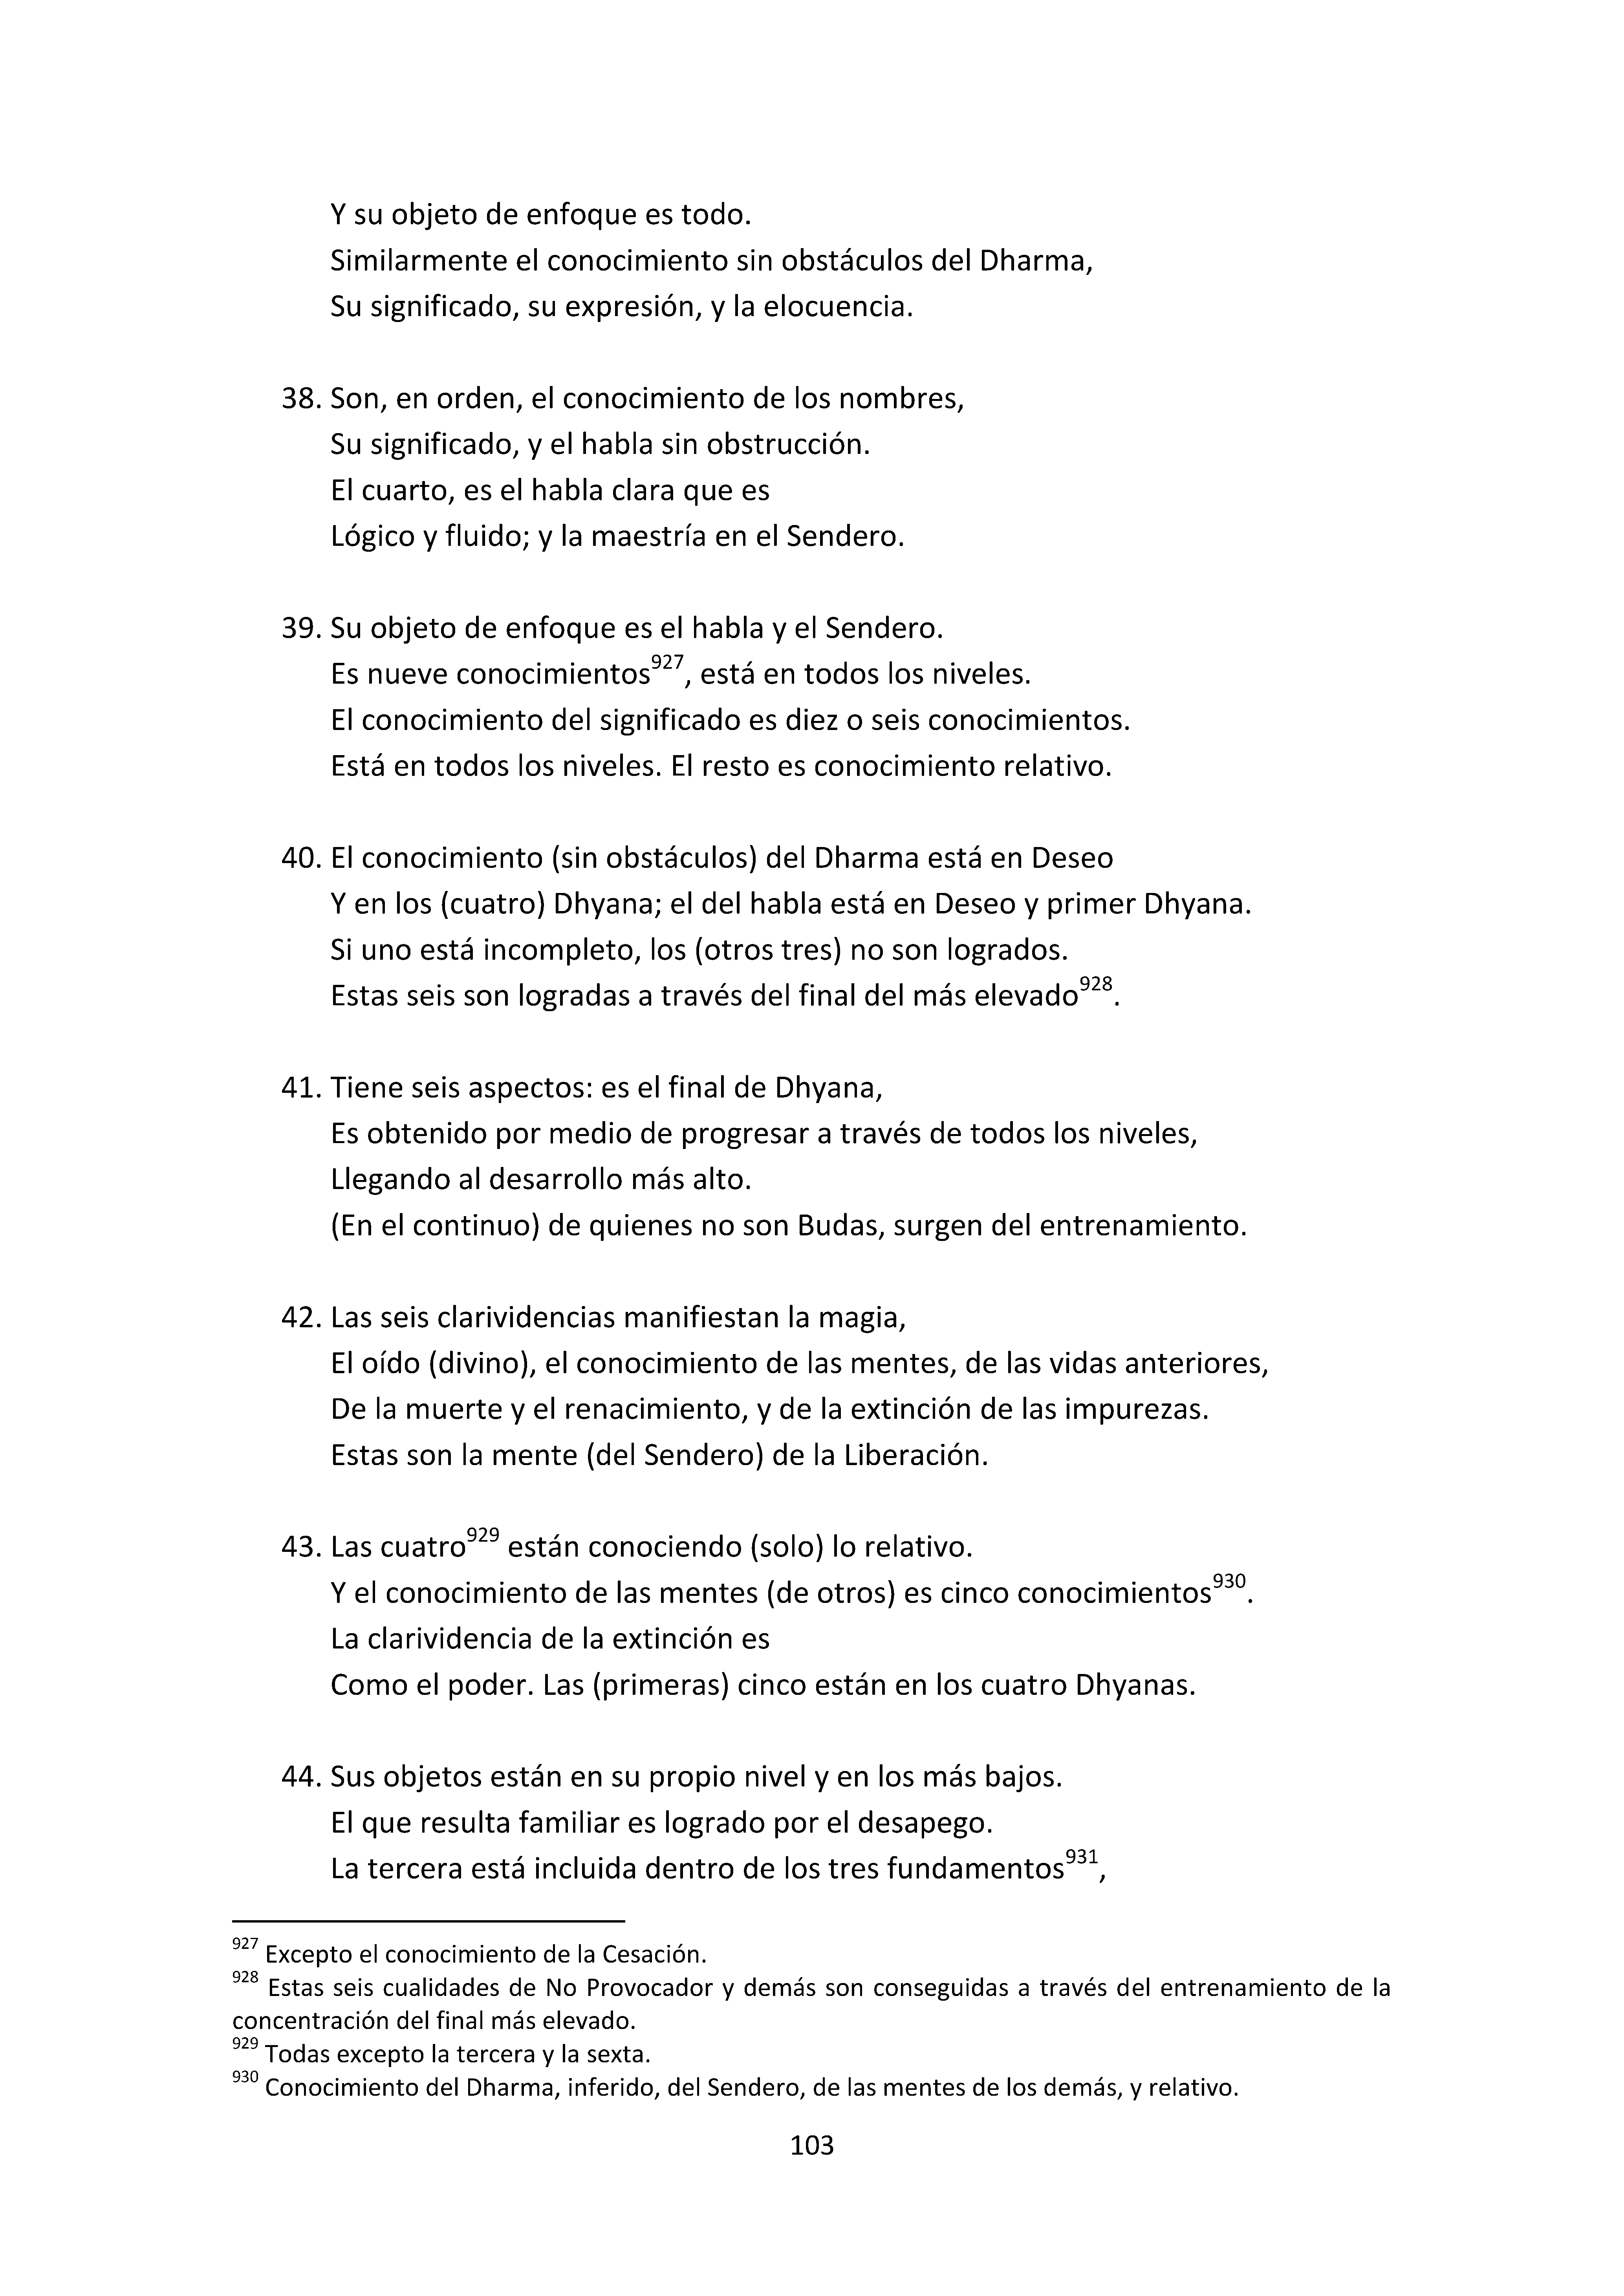 Y su objeto de enfoque es todo.
Similarmente el conocimiento sin obstáculos del Dharma,
Su significado, su expresión, y la elocuencia.
38. Son, en orden, el conocimiento de los nombres,
Su significado, y el habla sin obstrucción.
El cuarto, es el habla clara que es
Lógico y fluido; y la maestría en el Sendero.
39. Su objeto de enfoque es el habla y el Sendero.
Es nueve conocimientos927, está en todos los niveles.
El conocimiento del significado es diez o seis conocimientos.
Está en todos los niveles. El resto es conocimiento relativo.
40. El conocimiento (sin obstáculos) del Dharma está en Deseo
Y en los (cuatro) Dhyana; el del habla está en Deseo y primer Dhyana.
Si uno está incompleto, los (otros tres) no son logrados.
Estas seis son logradas a través del final del más elevado928.
41. Tiene seis aspectos: es el final de Dhyana,
Es obtenido por medio de progresar a través de todos los niveles,
Llegando al desarrollo más alto.
(En el continuo) de quienes no son Budas, surgen del entrenamiento.
42. Las seis clarividencias manifiestan la magia,
El oído (divino), el conocimiento de las mentes, de las vidas anteriores,
De la muerte y el renacimiento, y de la extinción de las impurezas.
Estas son la mente (del Sendero) de la Liberación.
43. Las cuatro929 están conociendo (solo) lo relativo.
Y el conocimiento de las mentes (de otros) es cinco conocimientos930.
La clarividencia de la extinción es
Como el poder. Las (primeras) cinco están en los cuatro Dhyanas.
44. Sus objetos están en su propio nivel y en los más bajos.
El que resulta familiar es logrado por el desapego.
La tercera está incluida dentro de los tres fundamentos931,
927 Excepto el conocimiento de la Cesación.
928 Estas seis cualidades de No Provocador y demás son conseguidas a través del entrenamiento de la
concentración del final más elevado.
929 Todas excepto la tercera y la sexta.
930 Conocimiento del Dharma, inferido, del Sendero, de las mentes de los demás, y relativo.
103